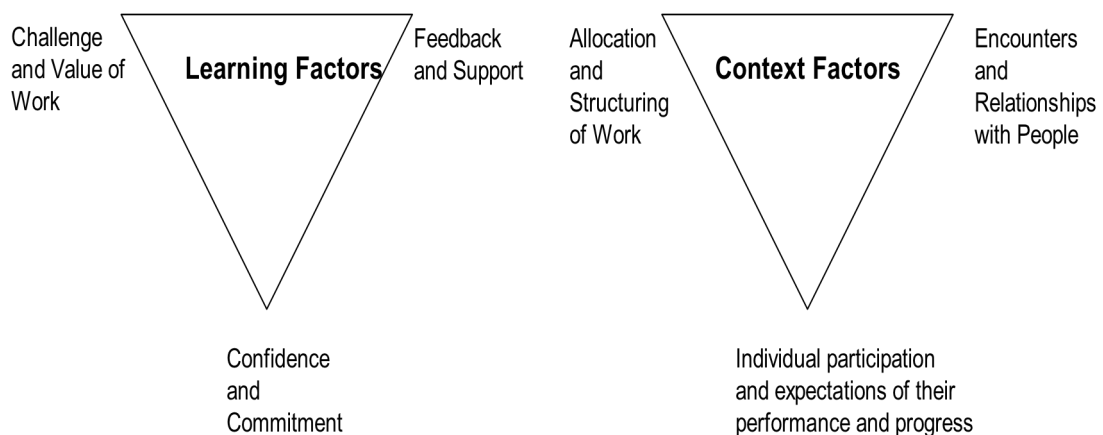 Challenge
and Value of
Work
Learning Factors
Feedback
and Support
Confidence
and
Commitment
Allocation
and
Structuring
of Work
Context Factors
Encounters
and
Relationships
with People
Individual participation
and expectations of their
performance and progress